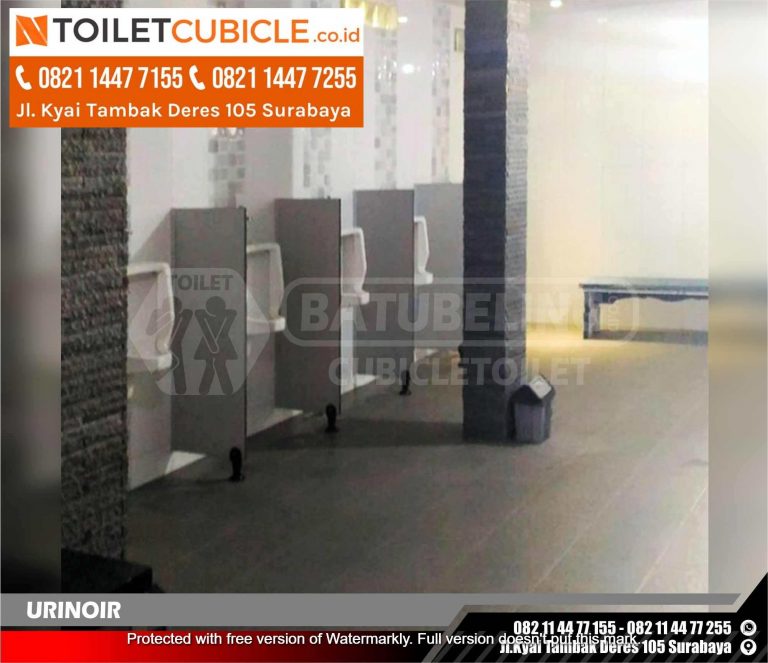 TOILETCUBICLE.co.id
0821 1447 7155 0821 1447 7255
Jl. Kyai Tambak Deres 105 Surabaya
TOILET
BATUBELING
CUBICLETOILET
URINOIR
082 11 44 77 155 - 082 11 44 77 255
Protected with free version of Watermarkly. Full version doesn't put this mark.
Jl.Kyai Tambak Deres 105 Surabaya